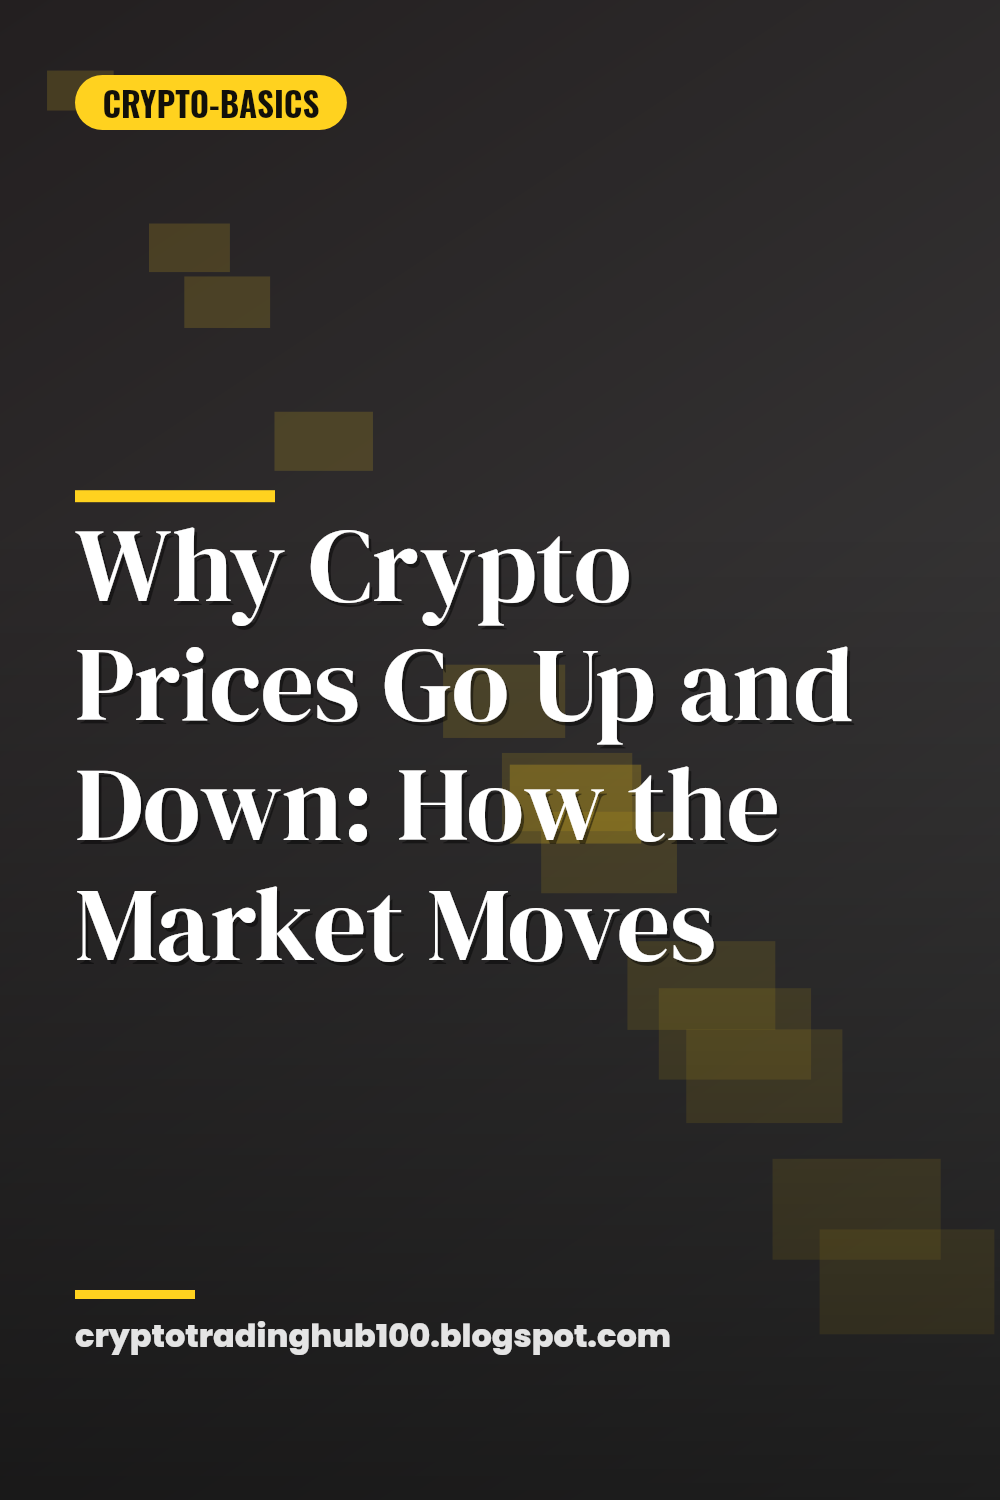 CRYPTO-BASICS
Why Crypto
Prices Go Up and
Down: How the
Market Moves
cryptotradinghub100.blogspot.com